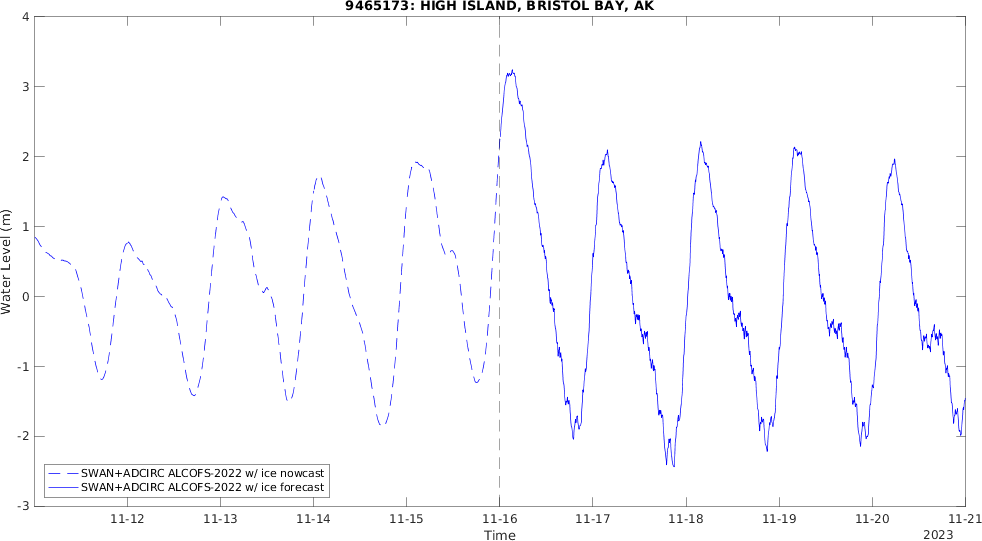 9465173: HIGH ISLAND, BRISTOL BAY, AK
4
3
2
1
0
-1
-2
-3
Water Level (m)
SWAN+ADCIRC ALCOFS-2022 w/ ice nowcast
SWAN+ADCIRC ALCOFS-2022 w/ ice forecast
11-12 11-13 11-14 11-15 11-16 11-17 11-18 11-19 11-20 11-21
Time
2023